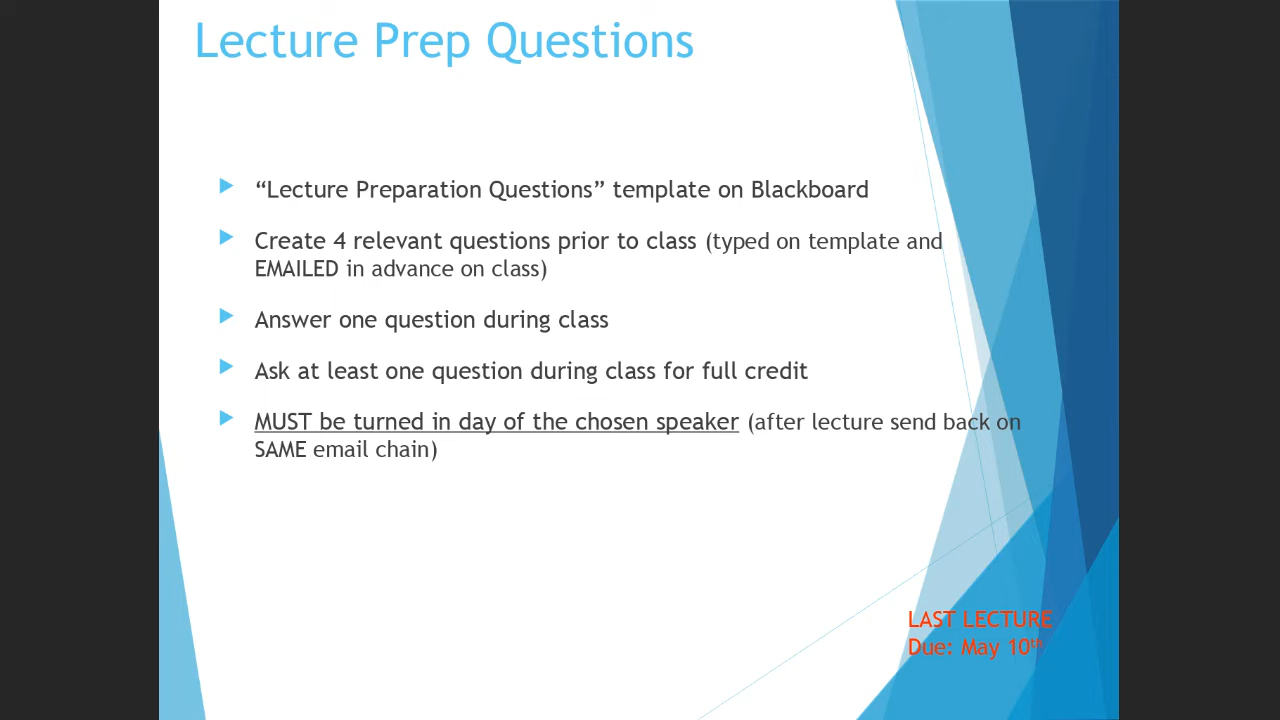 Lecture Prep Questions
“Lecture Preparation Questions” template on Blackboard
Create 4 relevant questions prior to class (typed on template and
EMAILED in advance on class)
Answer one question during class
Ask at least one question during class for full credit
MUST be turned in day of the chosen speaker (after lecture send back on
SAME email chain)
LAST LECTURE
Due: May 10th